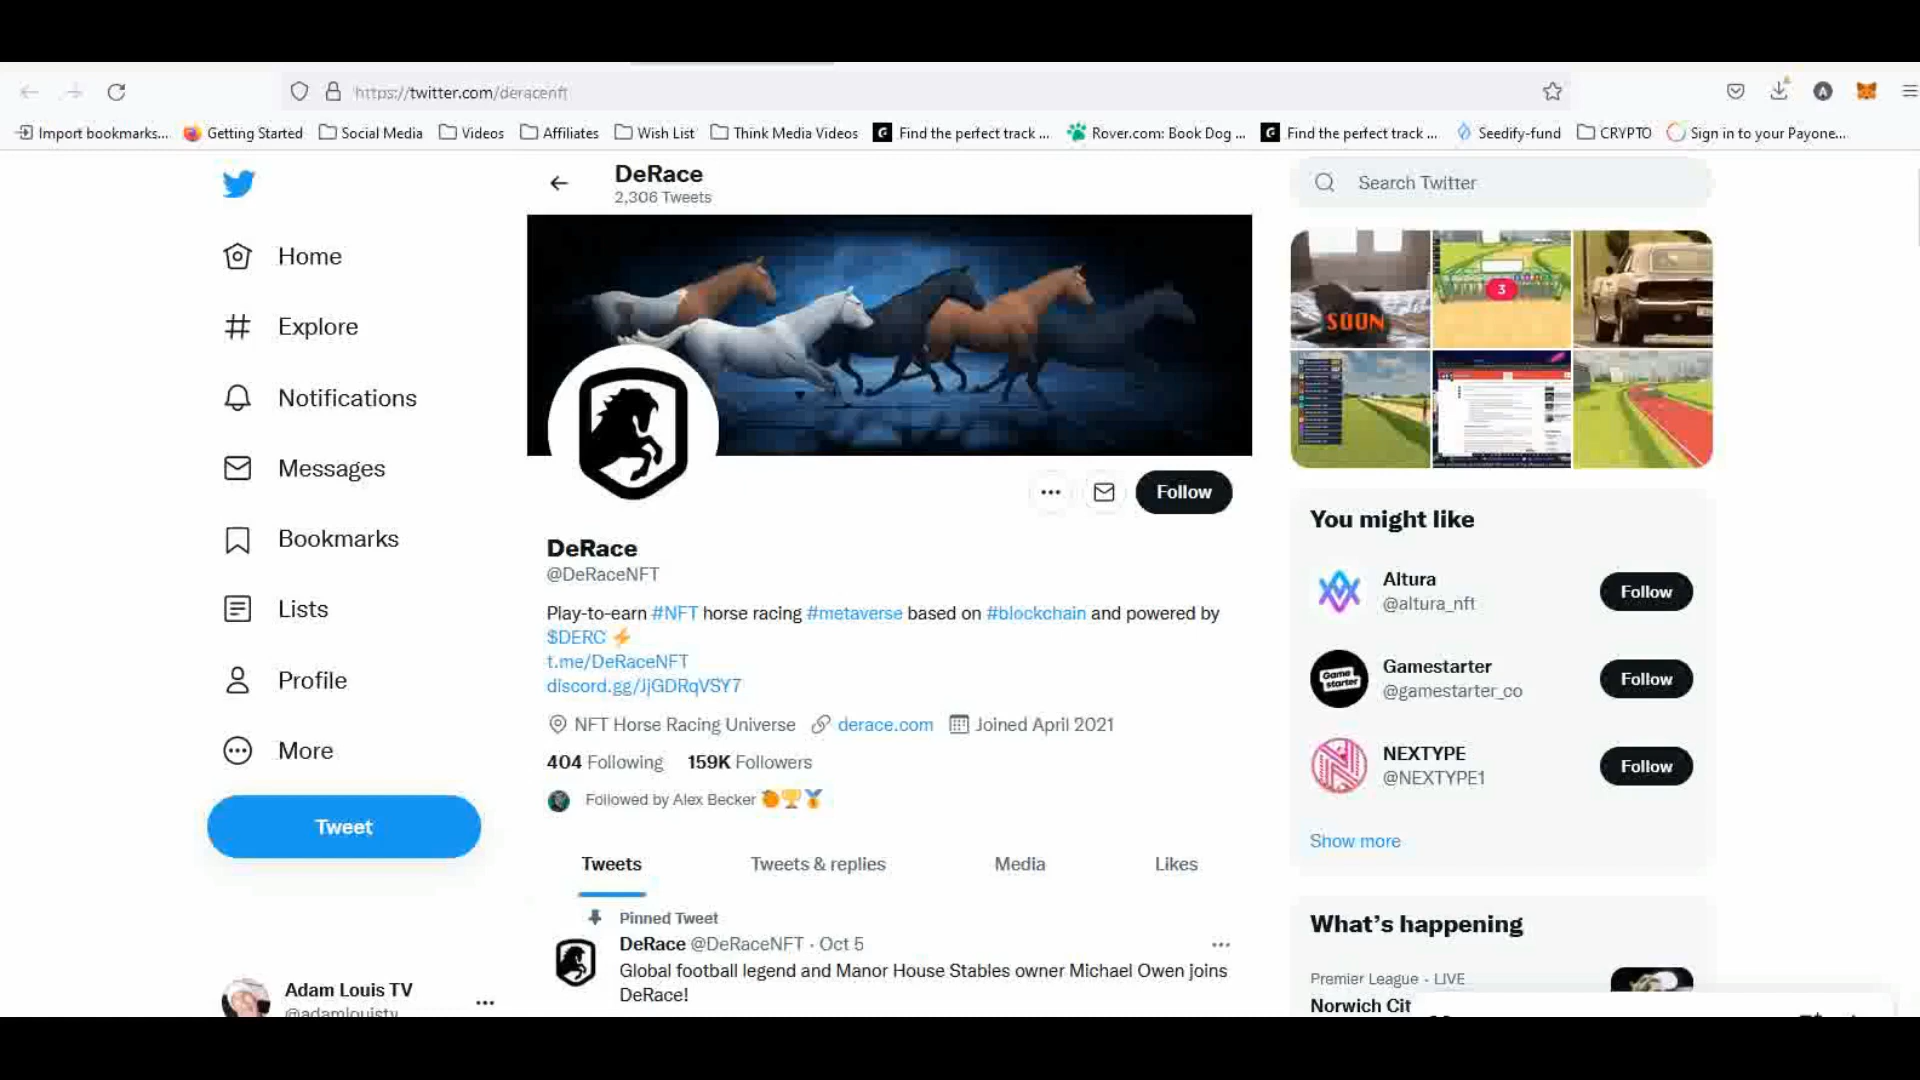 https://twitter.com/deracenft
Import bookmarks...
Getting Started
Social Media
Videos
Affiliates
Wish List
Think Media Videos
Find the perfect track ...
Rover.com: Book Dog ...
Find the perfect track ...
Seedify-fund
CRYPTO
Sign in to your Payone...
DeRace
2,306 Tweets
Search Twitter
Home
Explore
Notifications
Messages
Bookmarks
Lists
Profile
More
Tweet
Adam Louis TV
@adamlouistv
Follow
DeRace
@DeRaceNFT
Play-to-earn #NFT horse racing #metaverse based on #blockchain and powered by
$DERC ⚡
t.me/DeRaceNFT
discord.gg/JjGDRqVSY7
NFT Horse Racing Universe derace.com Joined April 2021
404 Following 159K Followers
Followed by Alex Becker 🍊🏆🥇
Tweets
Tweets & replies
Media
Likes
Pinned Tweet
DeRace @DeRaceNFT · Oct 5
Global football legend and Manor House Stables owner Michael Owen joins
DeRace!
SOON
3
You might like
Altura
@altura_nft
Follow
Game starter
Gamestarter
@gamestarter_co
Follow
NEXTYPE
@NEXTYPE1
Follow
Show more
What's happening
Premier League · LIVE
Norwich Cit